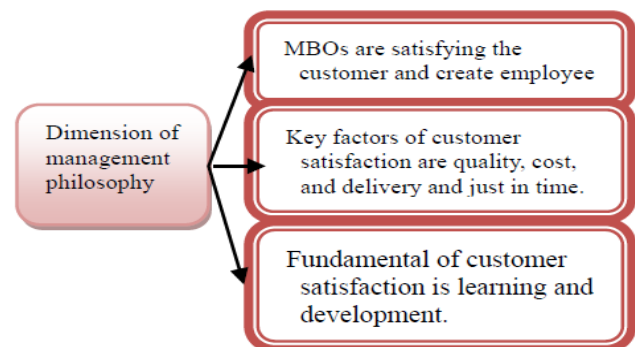 Dimension of
management
philosophy
MBOs are satisfying the
customer and create employee
Key factors of customer
satisfaction are quality, cost,
and delivery and just in time.
Fundamental of customer
satisfaction is learning and
development.